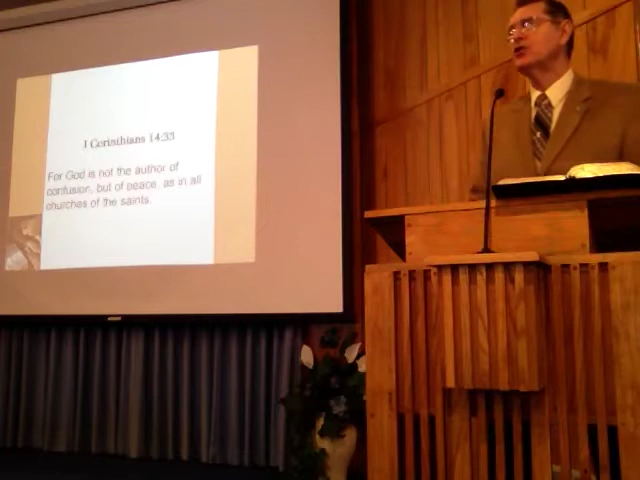 I Corinthians 14:33
For God is not the author of
confusion, but of peace, as in all
churches of the saints.